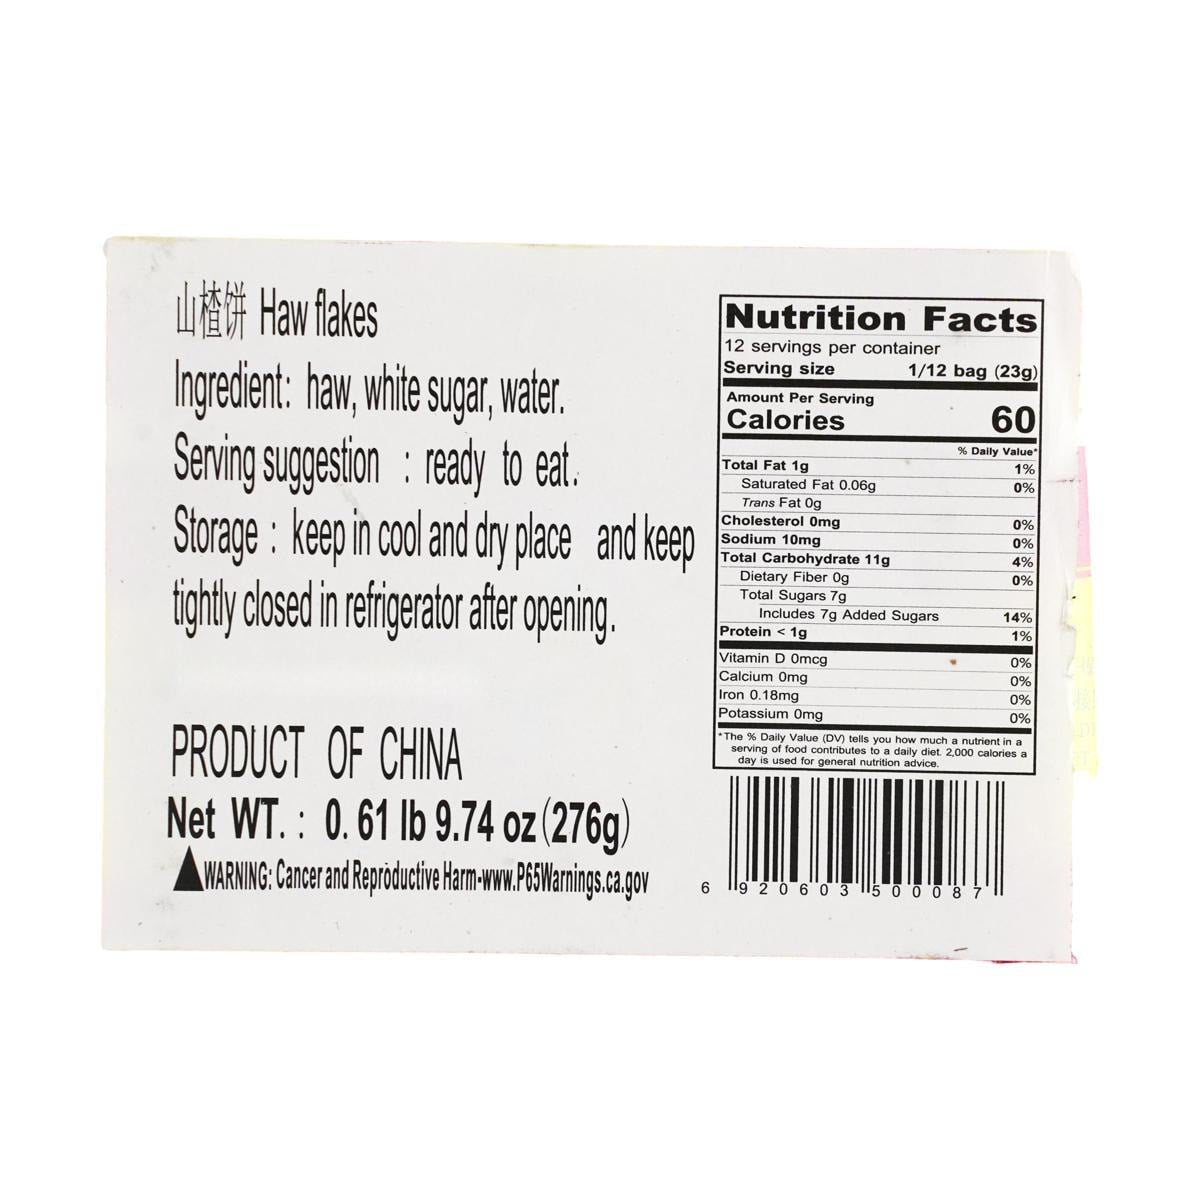 山楂饼 Haw flakes
Ingredient: haw, white sugar, water.
Serving suggestion : ready to eat.
Storage : keep in cool and dry place and keep
tightly closed in refrigerator after opening.
PRODUCT OF CHINA
Net WT. : 0. 61 lb 9.74 oz (276g)
WARNING: Cancer and Reproductive Harm-www.P65Warnings.ca.gov
Nutrition Facts
12 servings per container
Serving size 1/12 bag (23g)
Amount Per Serving
Calories 60
% Daily Value*
Total Fat 1g 1%
Saturated Fat 0.06g 0%
Trans Fat 0g
Cholesterol 0mg 0%
Sodium 10mg 0%
Total Carbohydrate 11g 4%
Dietary Fiber 0g 0%
Total Sugars 7g
Includes 7g Added Sugars 14%
Protein < 1g 1%
Vitamin D 0mcg 0%
Calcium 0mg 0%
Iron 0.18mg 0%
Potassium 0mg 0%
*The % Daily Value (DV) tells you how much a nutrient in a
serving of food contributes to a daily diet. 2,000 calories a
day is used for general nutrition advice.
6 920603 500087